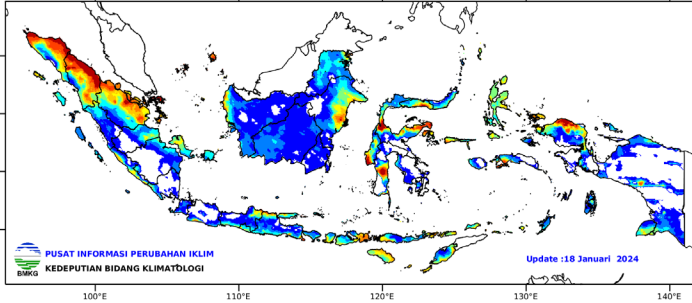 PUSAT INFORMASI PERUBAHAN IKLIM
KEDEPUTIAN BIDANG KLIMATOLOGI
BMKG
Update :18 Januari 2024
100°E 110°E 120°E 130°E 140°E